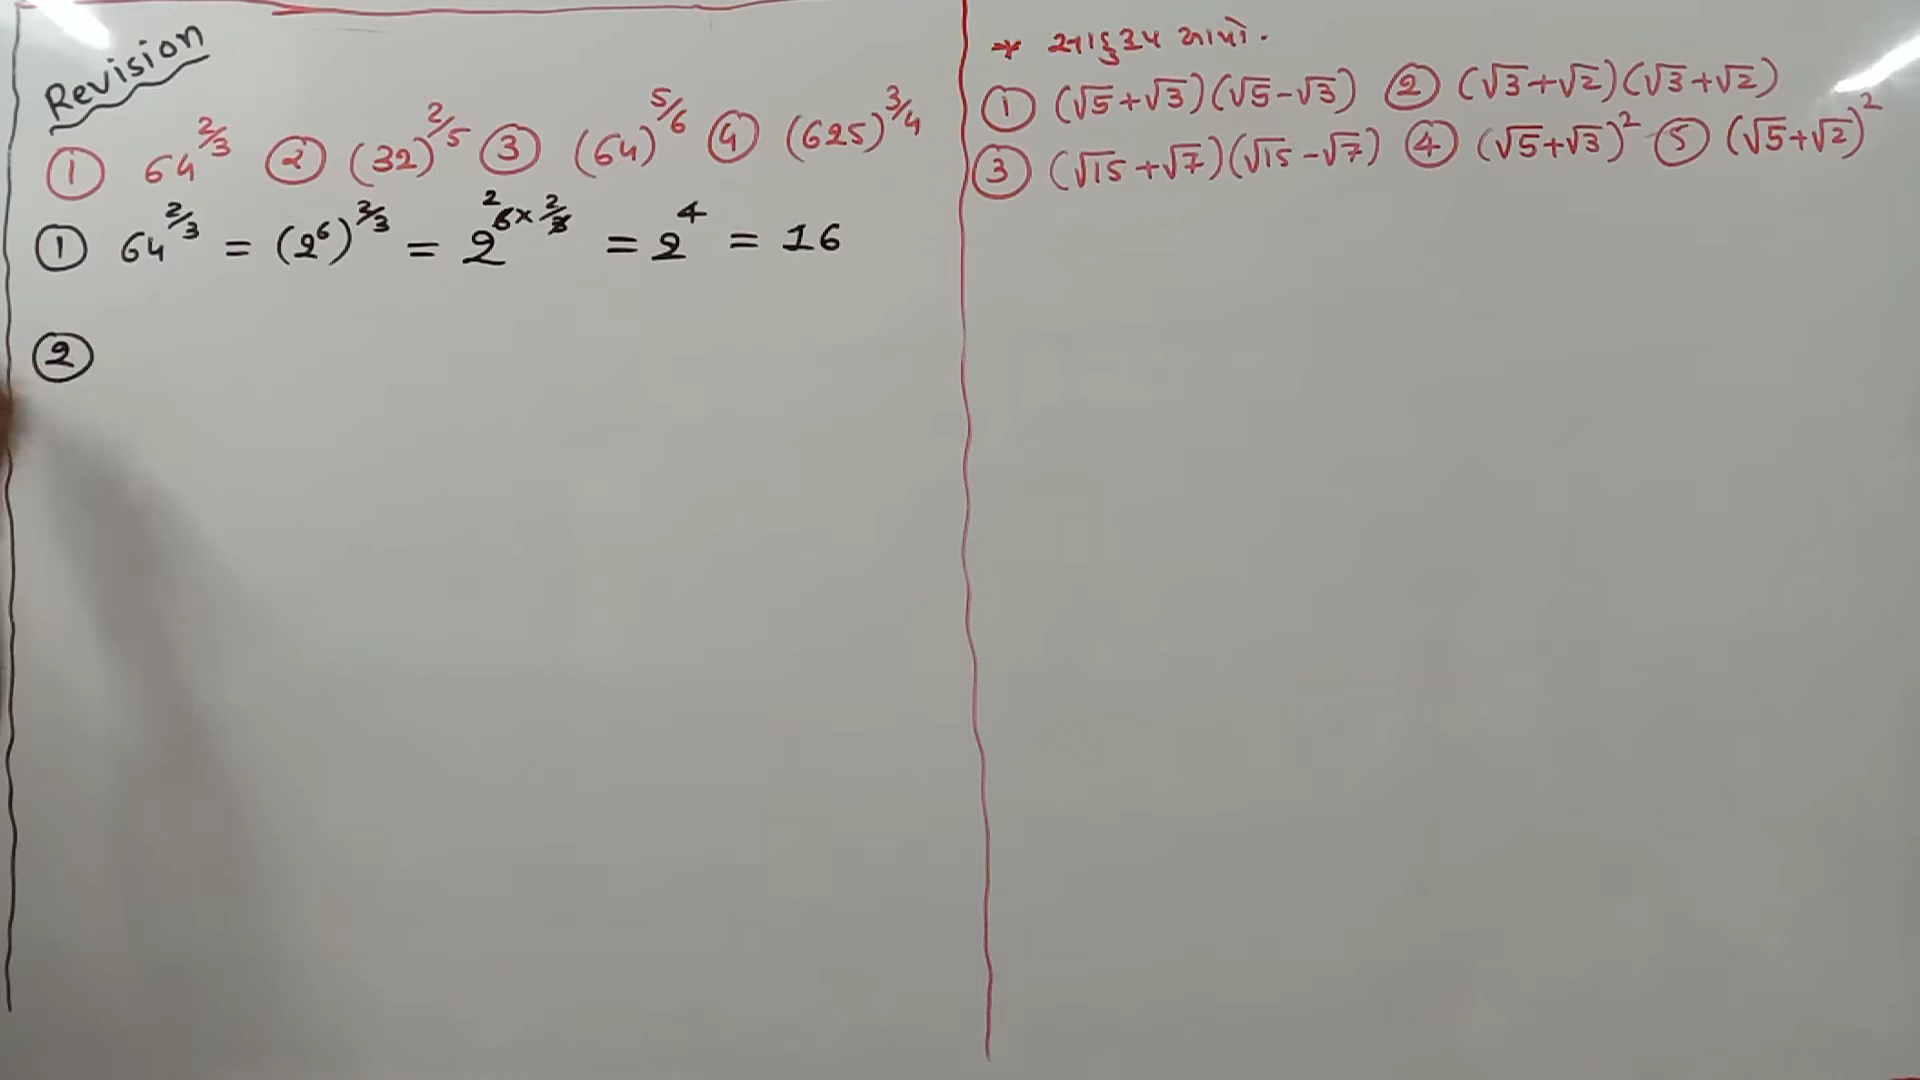 Revision
① 64^2/3 ② (32)^2/5 ③ (64)^5/6 ④ (625)^3/4
① 64^2/3 = (2^6)^2/3 = 2^6×2/3 2 = 2^4 = 16
②
* સાદુરૂપ આપો.
① (√5+√3)(√5-√3) ② (√3+√2)(√3+√2)
③ (√15+√7)(√15-√7) ④ (√5+√3)^2 ⑤ (√5+√2)^2